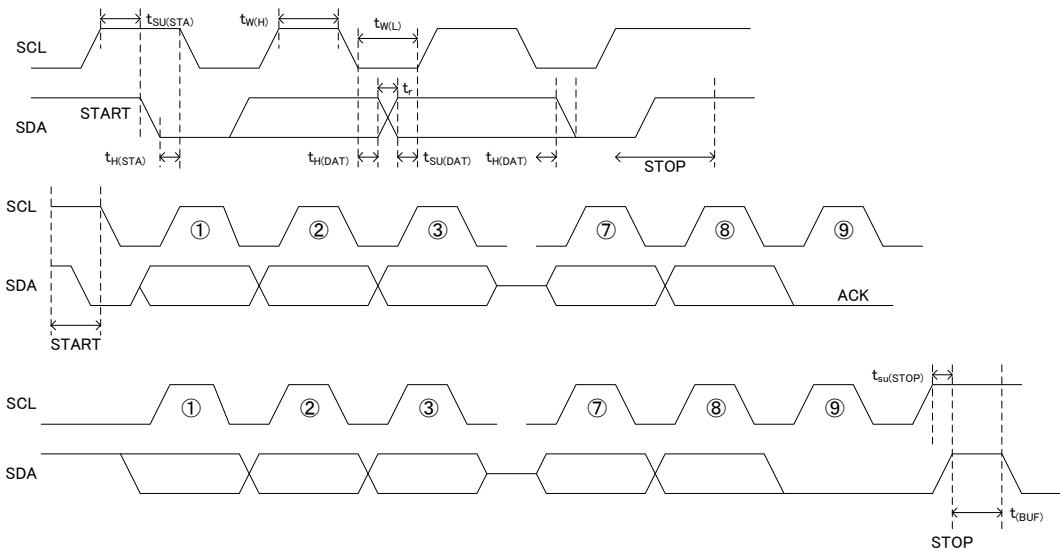 tSU(STA) tW(H) tW(L)
SCL
tr
START
SDA
tH(STA) tH(DAT) tSU(DAT) tH(DAT) STOP
SCL ① ② ③ ⑦ ⑧ ⑨
SDA
ACK
START
tsu(STOP)
SCL ① ② ③ ⑦ ⑧ ⑨
SDA
t(BUF)
STOP